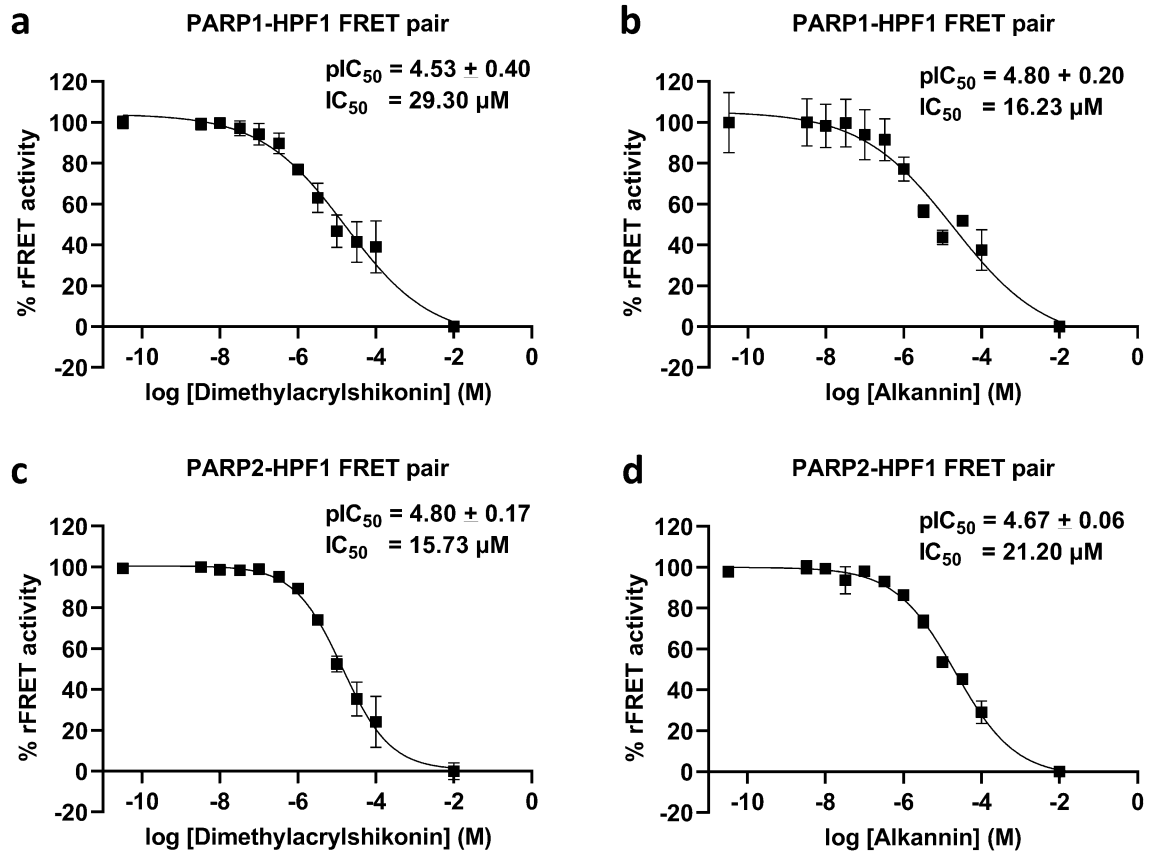 a
PARP1-HPF1 FRET pair
pIC50 = 4.53 ± 0.40
IC50 = 29.30 µM
120
100
80
60
40
20
0
-20
% rFRET activity
-10 -8 -6 -4 -2 0
log [Dimethylacrylshikonin] (M)
b
PARP1-HPF1 FRET pair
pIC50 = 4.80 + 0.20
IC50 = 16.23 µM
120
100
80
60
40
20
0
-20
% rFRET activity
-10 -8 -6 -4 -2 0
log [Alkannin] (M)
c
PARP2-HPF1 FRET pair
pIC50 = 4.80 ± 0.17
IC50 = 15.73 µM
120
100
80
60
40
20
0
-20
% rFRET activity
-10 -8 -6 -4 -2 0
log [Dimethylacrylshikonin] (M)
d
PARP2-HPF1 FRET pair
pIC50 = 4.67 ± 0.06
IC50 = 21.20 µM
120
100
80
60
40
20
0
-20
% rFRET activity
-10 -8 -6 -4 -2 0
log [Alkannin] (M)